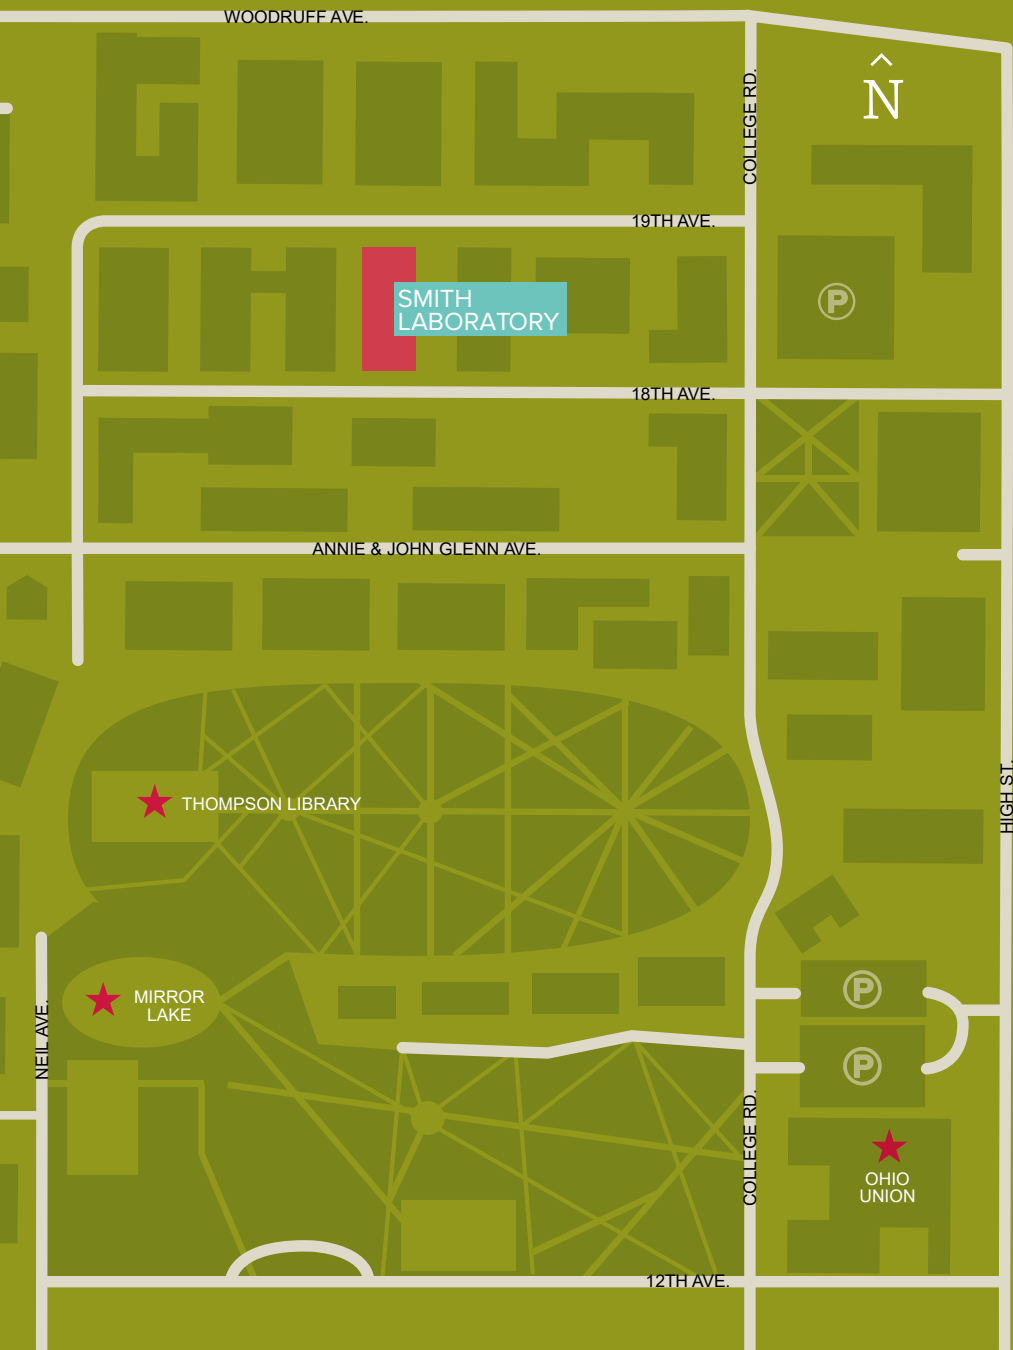 WOODRUFF AVE.
COLLEGE RD.
N
19TH AVE.
P
SMITH
LABORATORY
18TH AVE.
ANNIE & JOHN GLENN AVE.
HIGH ST.
THOMPSON LIBRARY
P
MIRROR
LAKE
NEIL AVE.
P
COLLEGE RD.
OHIO
UNION
12TH AVE.